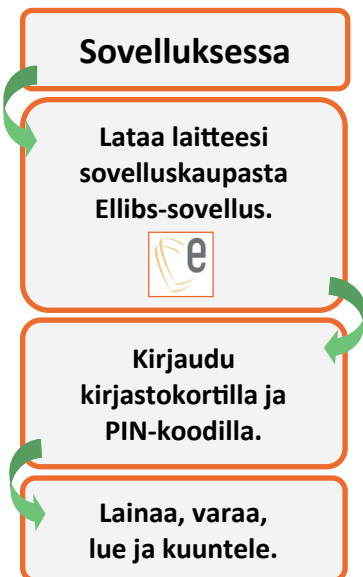 Sovelluksessa
Lataa laitteesi
sovelluskaupasta
Ellibs-sovellus.
e
Kirjaudu
kirjastokortilla ja
PIN-koodilla.
Lainaa, varaa,
lue ja kuuntele.